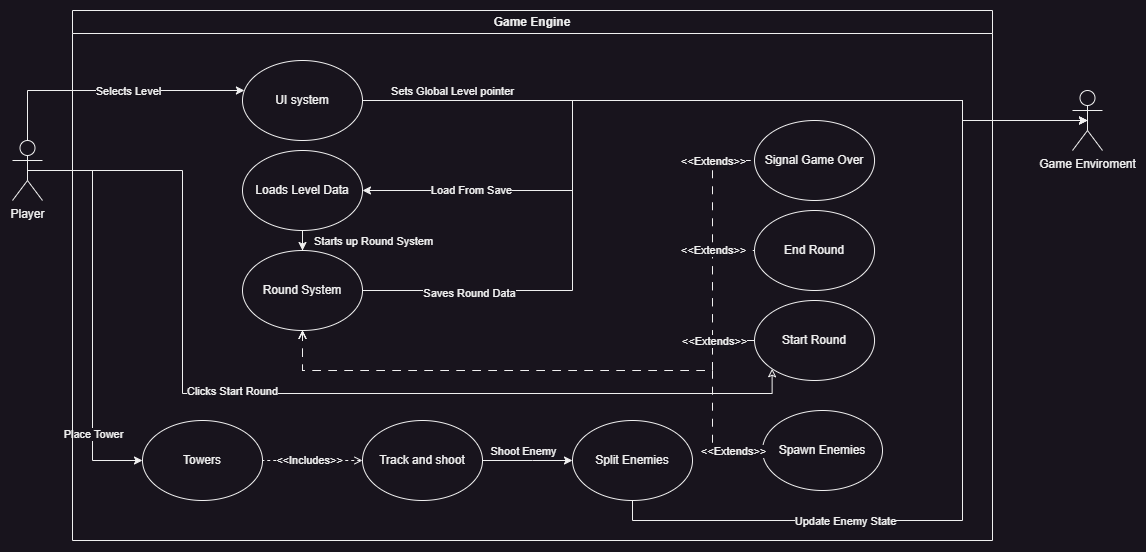 Game Engine
Selects Level
UI system
Sets Global Level pointer
Player
Game Enviroment
Signal Game Over
<<Extends>>
Loads Level Data
Load From Save
Starts up Round System
End Round
<<Extends>>
Round System
Saves Round Data
Start Round
<<Extends>>
Clicks Start Round
Place Tower
Towers
<<Includes>>
Track and shoot
Shoot Enemy
Split Enemies
<<Extends>>
Spawn Enemies
Update Enemy State